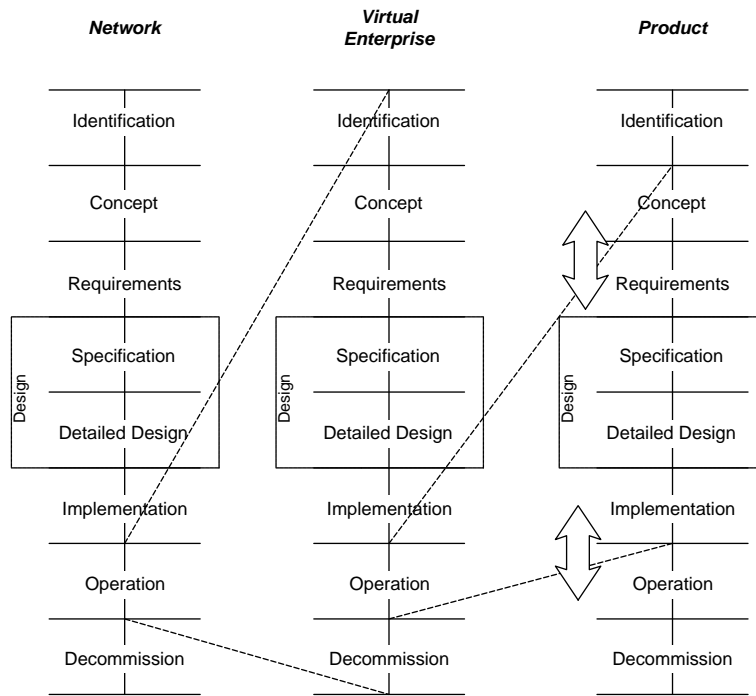 Network
Virtual
Enterprise
Product
Identification
Identification
Identification
Concept
Concept
Concept
Requirements
Requirements
Requirements
Design
Specification
Detailed Design
Design
Specification
Detailed Design
Design
Specification
Detailed Design
Implementation
Implementation
Implementation
Operation
Operation
Operation
Decommission
Decommission
Decommission